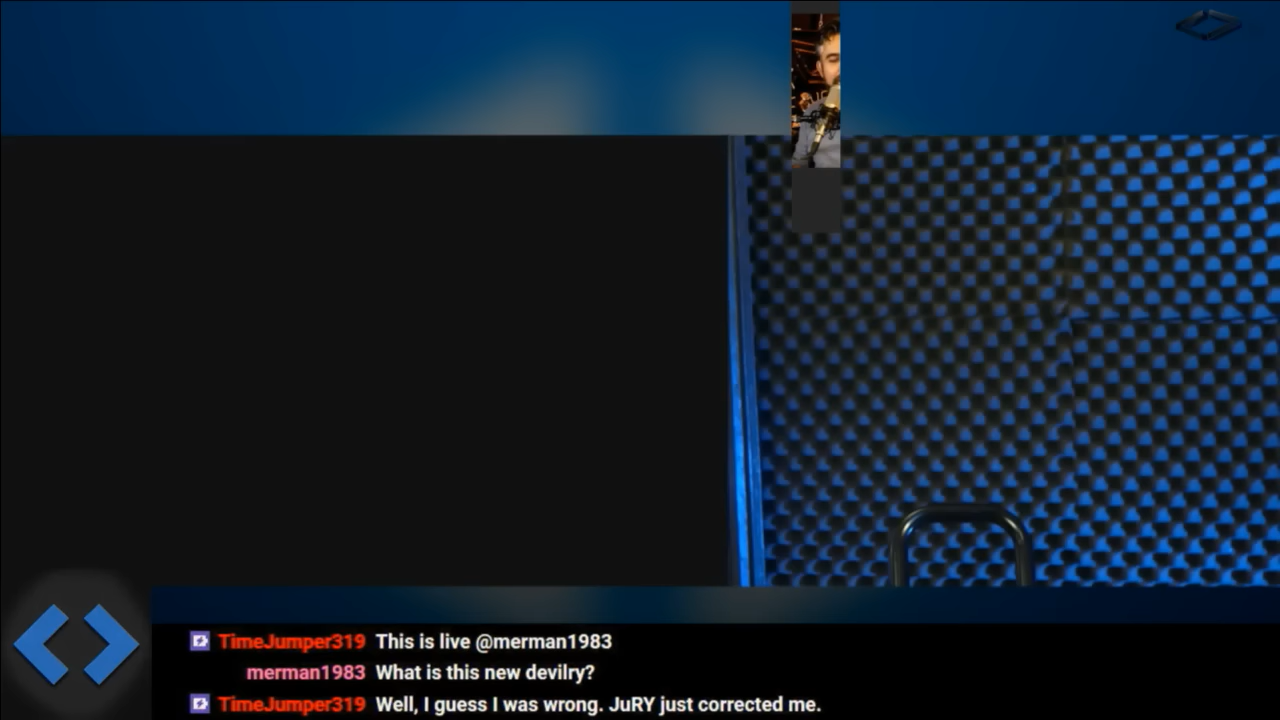 TimeJumper319 This is live @merman1983
merman1983 What is this new devilry?
TimeJumper319 Well, I guess I was wrong. JuRY just corrected me.